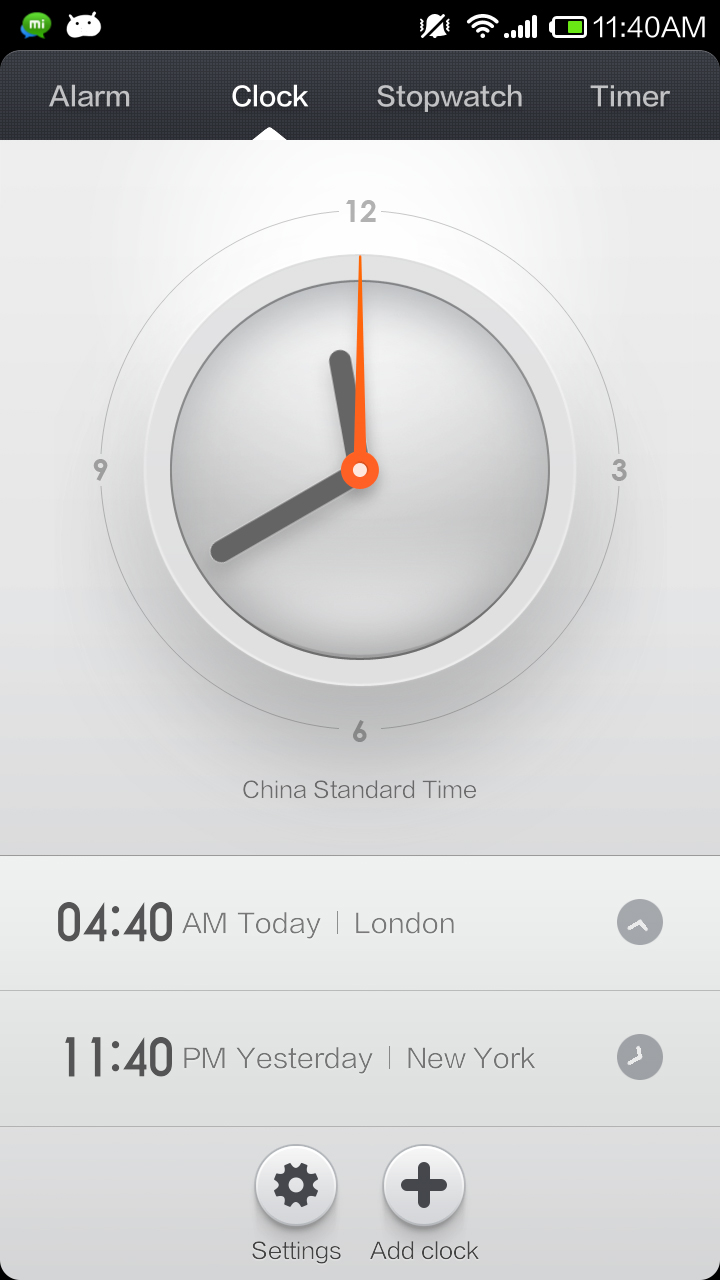 mi 11:40AM
Alarm Clock Stopwatch Timer
12
9 3
6
China Standard Time
04:40 AM Today | London
11:40 PM Yesterday | New York
Settings Add clock